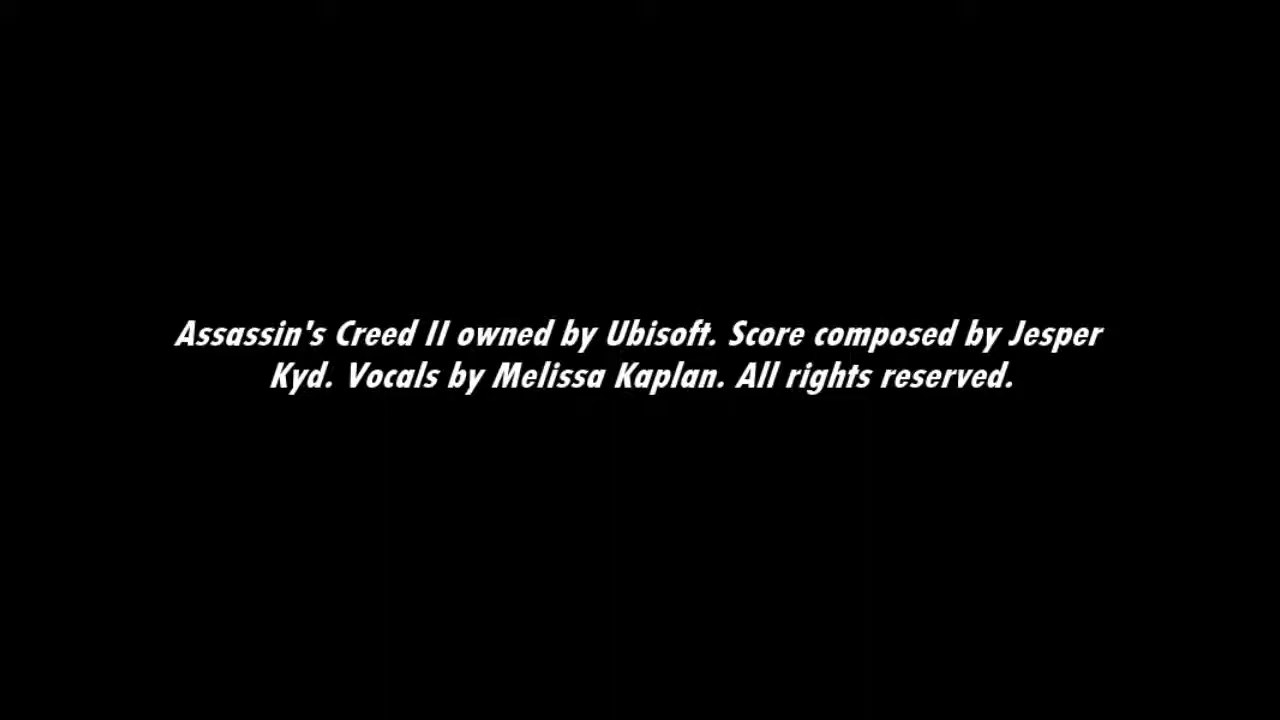 Assassin's Creed II owned by Ubisoft. Score composed by Jesper
Kyd. Vocals by Melissa Kaplan. All rights reserved.